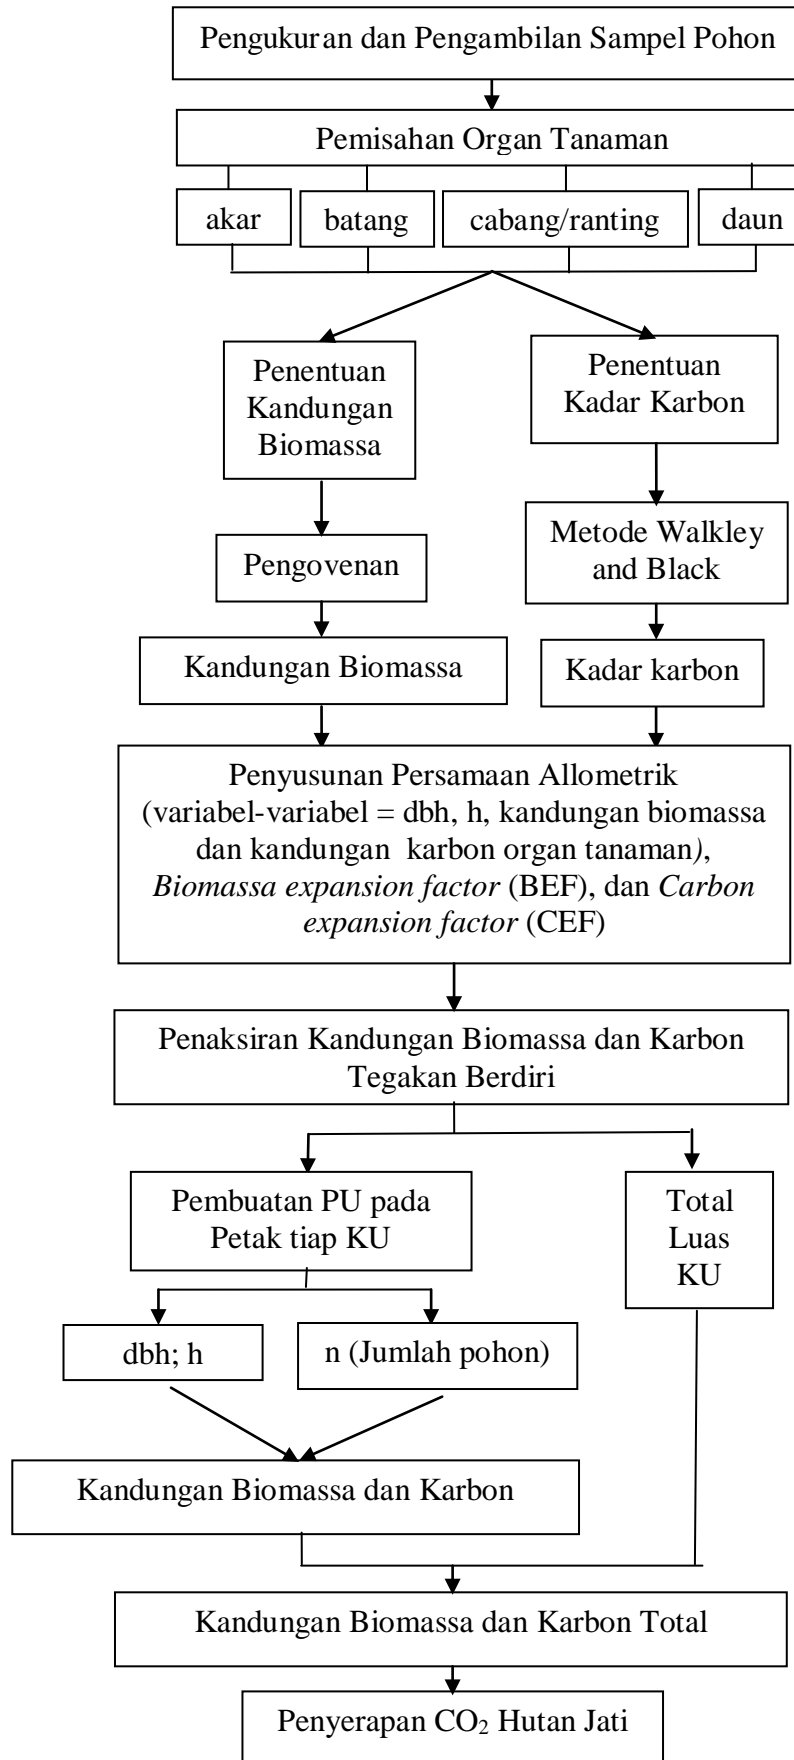 Pengukuran dan Pengambilan Sampel Pohon
Pemisahan Organ Tanaman
akar
batang
cabang/ranting
daun
Penentuan
Kandungan
Biomassa
Penentuan
Kadar Karbon
Metode Walkley
and Black
Pengovenan
Kandungan Biomassa
Kadar karbon
Penyusunan Persamaan Allometrik
(variabel-variabel = dbh, h, kandungan biomassa
dan kandungan karbon organ tanaman),
Biomassa expansion factor (BEF), dan Carbon
expansion factor (CEF)
Penaksiran Kandungan Biomassa dan Karbon
Tegakan Berdiri
Pembuatan PU pada
Petak tiap KU
Total
Luas
KU
dbh; h
n (Jumlah pohon)
Kandungan Biomassa dan Karbon
Kandungan Biomassa dan Karbon Total
Penyerapan CO₂ Hutan Jati